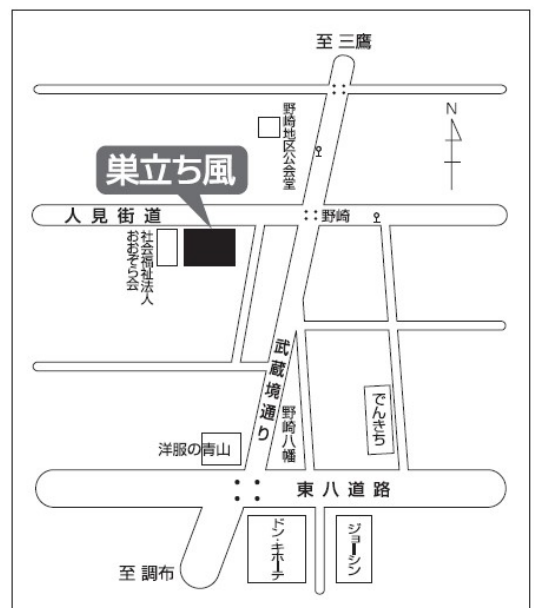 至 三鷹
野崎地区公会堂
N
巣立ち風
人見街道
野崎
社会福祉法人
おおぞら会
武蔵境通り
野崎八幡
でんきち
洋服の青山
東八道路
ドン・キホーテ
ジョーシン
至 調布